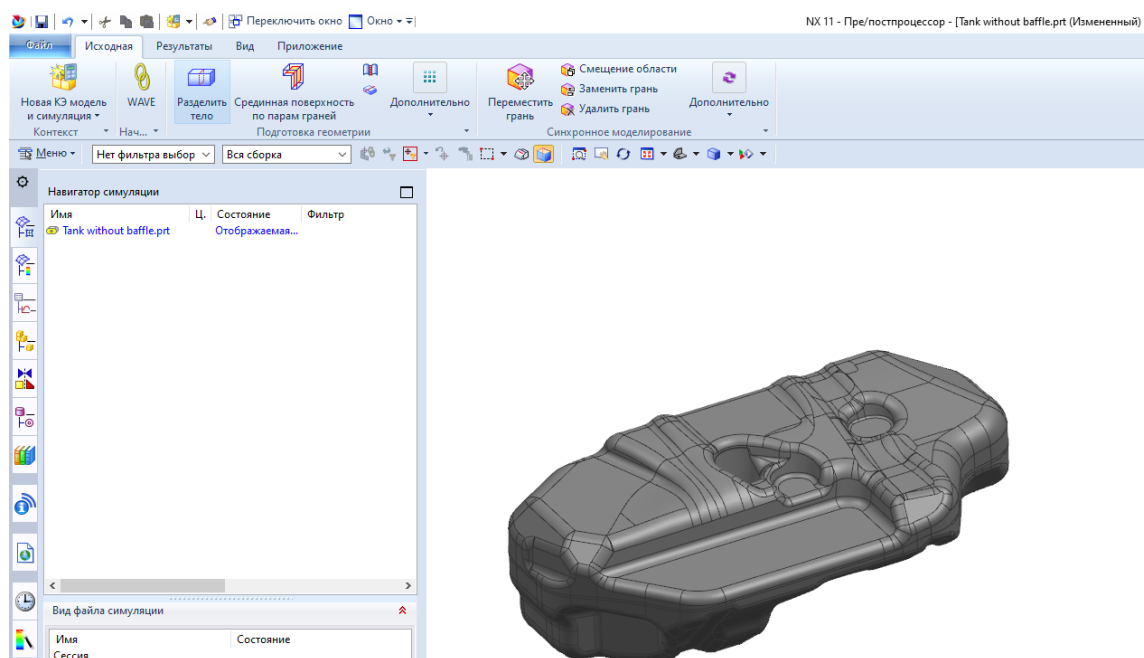 Переключить окно Окно NX 11 - Пре/постпроцессор - [Tank without baffle.prt (Измененный)
Файл Исходная Результаты Вид Приложение
Новая КЭ модель и симуляция
WAVE
Разделить тело
Срединная поверхность по парам граней
Дополнительно
Переместить грань
Смещение области
Заменить грань
Удалить грань
Дополнительно
Контекст Нач... Подготовка геометрии Синхронное моделирование
Меню Нет фильтра выбор Вся сборка
Навигатор симуляции
Имя Ц. Состояние Фильтр
Tank without baffle.prt Отображаемая...
Вид файла симуляции
Имя Состояние
Сессия